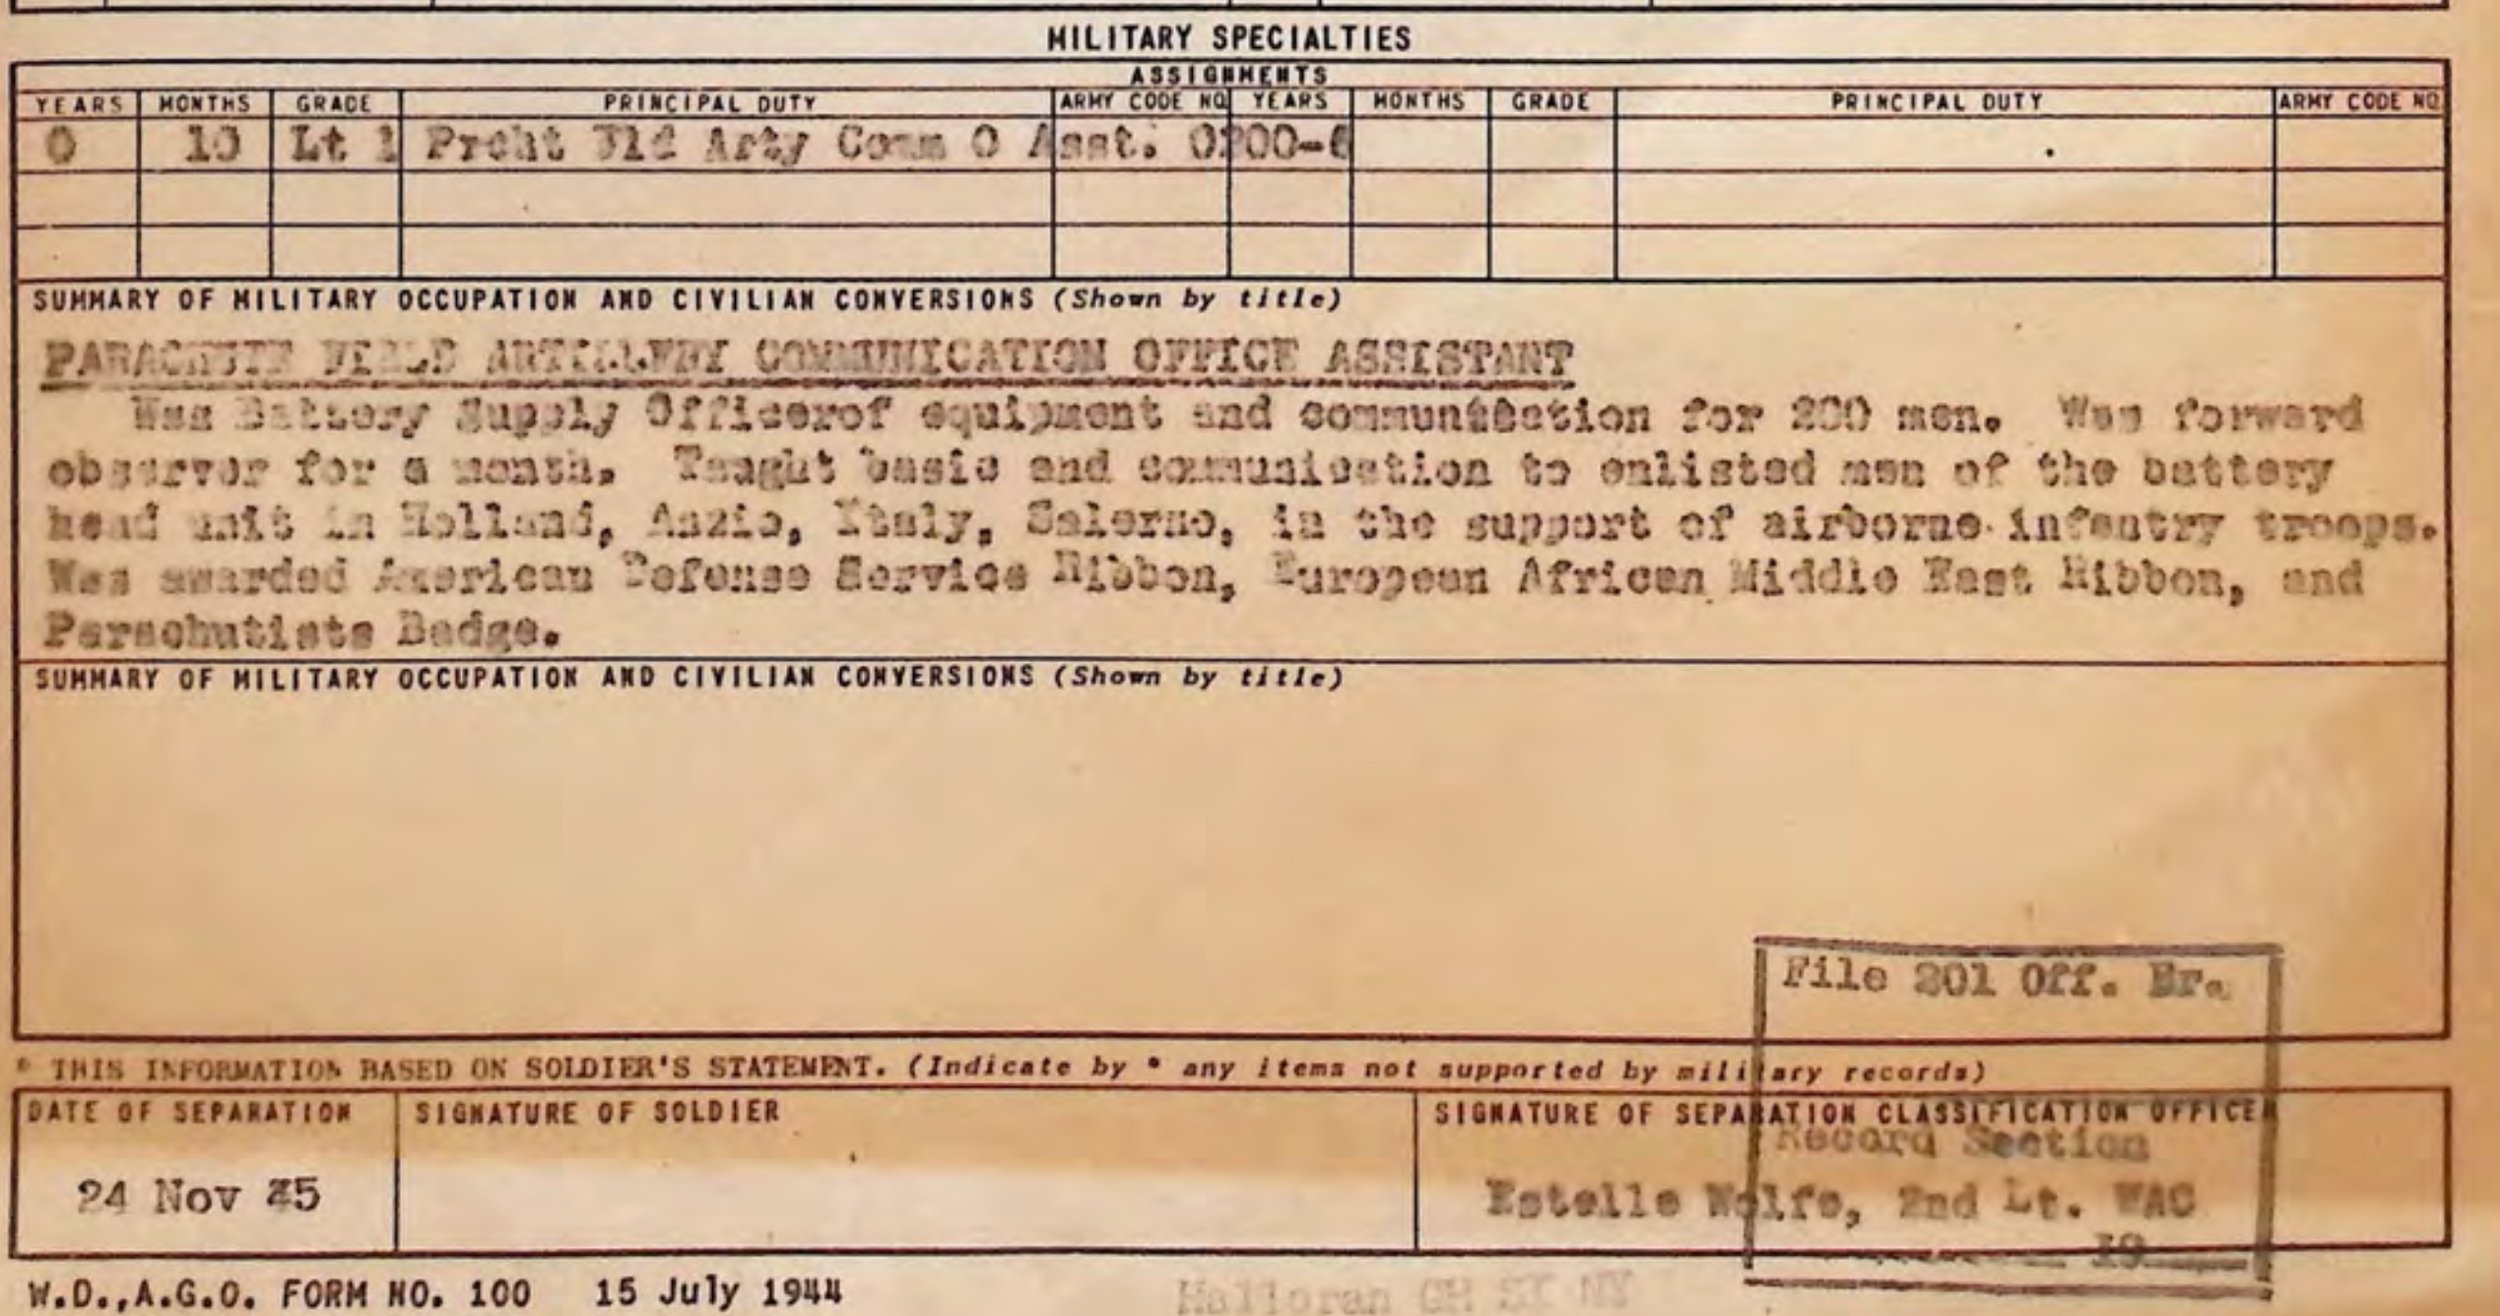 MILITARY SPECIALTIES
ASSIGNMENTS
YEARS MONTHS GRADE PRINCIPAL DUTY ARMY CODE NO YEARS MONTHS GRADE PRINCIPAL DUTY ARMY CODE NO
0 10 Lt 1 Prcht Fld Arty Comm O Asst. 0200-6
SUMMARY OF MILITARY OCCUPATION AND CIVILIAN CONVERSIONS (Shown by title)
PARACHUTE FIELD ARTILLERY COMMUNICATION OFFICE ASSISTANT
Was Battery Supply Officerof equipment and communication for 200 men. Was forward
observor for a month. Taught basic and communication to enlisted men of the battery
head unit in Holland, Anzio, Italy, Salerno, in the support of airborne infantry troops.
Was awarded American Defense Service Ribbon, European African Middle East Ribbon, and
Parachutists Badge.
SUMMARY OF MILITARY OCCUPATION AND CIVILIAN CONVERSIONS (Shown by title)
File 201 Off. Br.
* THIS INFORMATION BASED ON SOLDIER'S STATEMENT. (Indicate by * any items not supported by military records)
DATE OF SEPARATION SIGNATURE OF SOLDIER SIGNATURE OF SEPARATION CLASSIFICATION OFFICER
Record Section
24 Nov 45 Estelle Wolfe, 2nd Lt. WAC
19
W.D.,A.G.O. FORM NO. 100 15 July 1944 Halloran GH SI NY